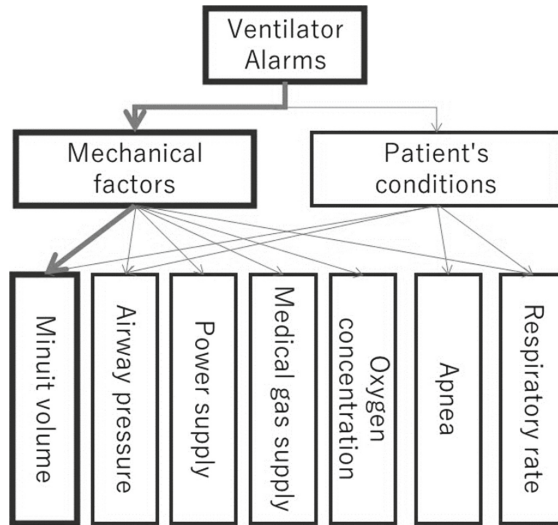 Ventilator
Alarms
Mechanical
factors
Patient's
conditions
Minuit volume
Airway pressure
Power supply
Medical gas supply
Oxygen
concentration
Apnea
Respiratory rate